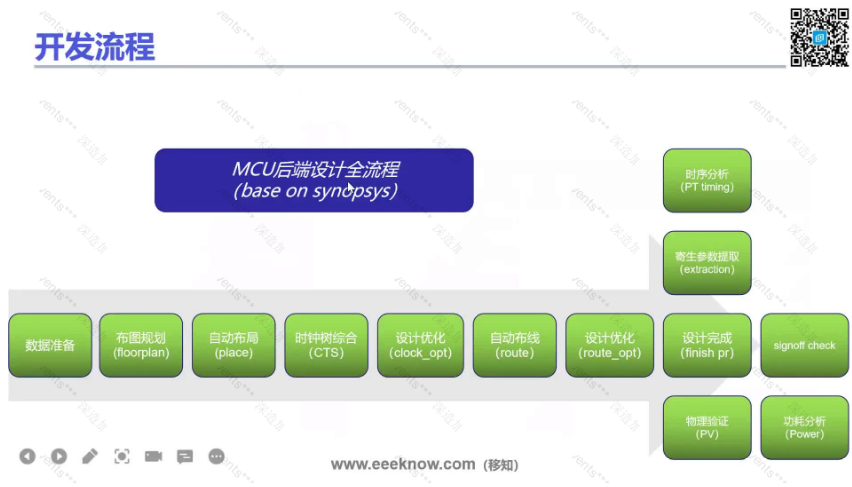 开发流程
MCU后端设计全流程
（base on synopsys）
时序分析
（PT timing）
寄生参数提取
（extraction）
数据准备
布图规划
（floorplan）
自动布局
（place）
时钟树综合
（CTS）
设计优化
（clock_opt）
自动布线
（route）
设计优化
（route_opt）
设计完成
（finish pr）
signoff check
物理验证
（PV）
功耗分析
（Power）
www.eeeknow.com（移知）